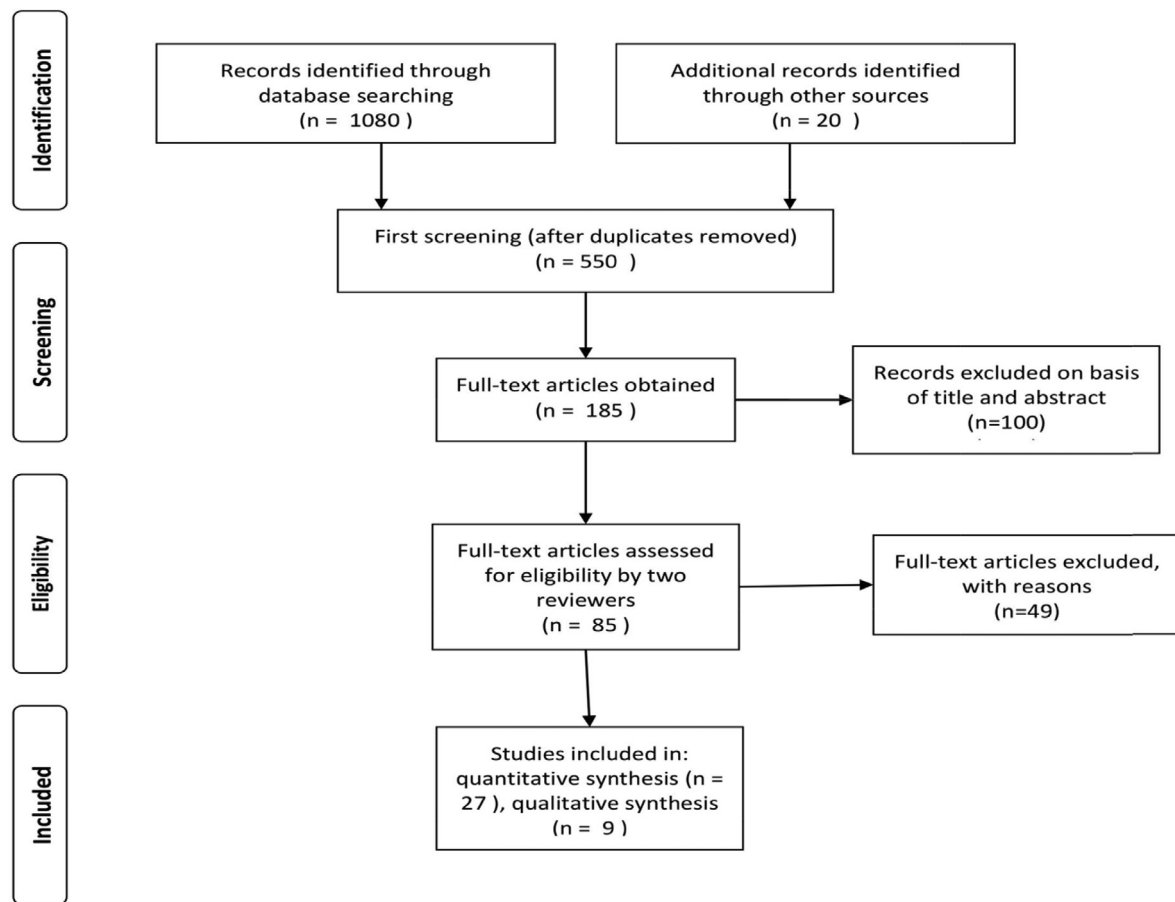 Identification
Records identified through
database searching
(n = 1080 )
Additional records identified
through other sources
(n = 20 )
First screening (after duplicates removed)
(n = 550 )
Screening
Full-text articles obtained
(n = 185 )
Records excluded on basis
of title and abstract
(n=100)
Eligibility
Full-text articles assessed
for eligibility by two
reviewers
(n = 85 )
Full-text articles excluded,
with reasons
(n=49)
Included
Studies included in:
quantitative synthesis (n =
27 ), qualitative synthesis
(n = 9 )